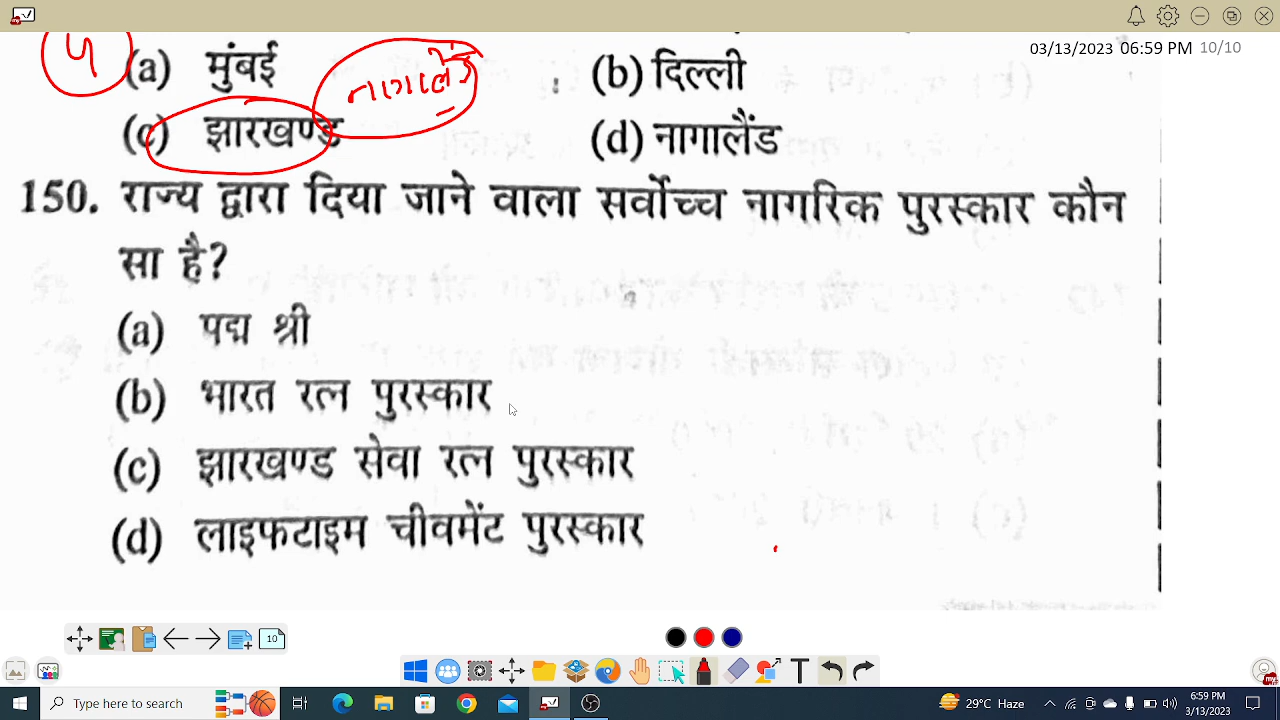 03/13/2023 06:59 PM 10/10
५
(a) मुंबई
नागालैंड
(b) दिल्ली
(c) झारखण्ड
(d) नागालैंड
150. राज्य द्वारा दिया जाने वाला सर्वोच्च नागरिक पुरस्कार कौन
सा है?
(a) पद्म श्री
(b) भारत रत्न पुरस्कार
(c) झारखण्ड सेवा रत्न पुरस्कार
(d) लाइफटाइम चीवमेंट पुरस्कार
10
T
Type here to search
29°C Haze
6:59 PM
3/13/2023